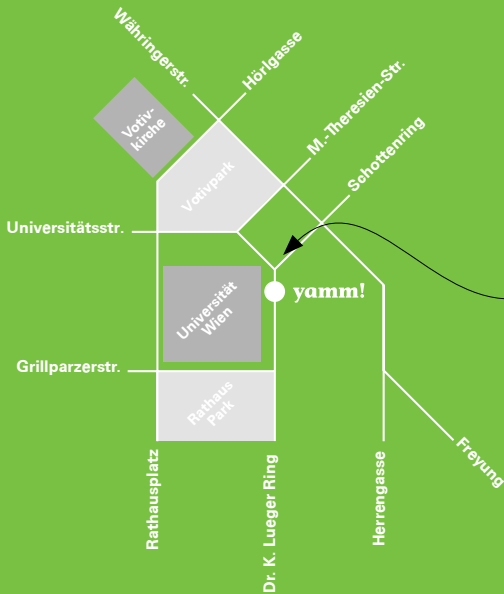 Währingerstr.
Hörlgasse
Votiv-
kirche
M.-Theresien-Str.
Votivpark
Schottenring
Universitätsstr.
yamm!
Universität
Wien
Grillparzerstr.
Rathaus
Park
Rathausplatz
Dr. K. Lueger Ring
Herrengasse
Freyung